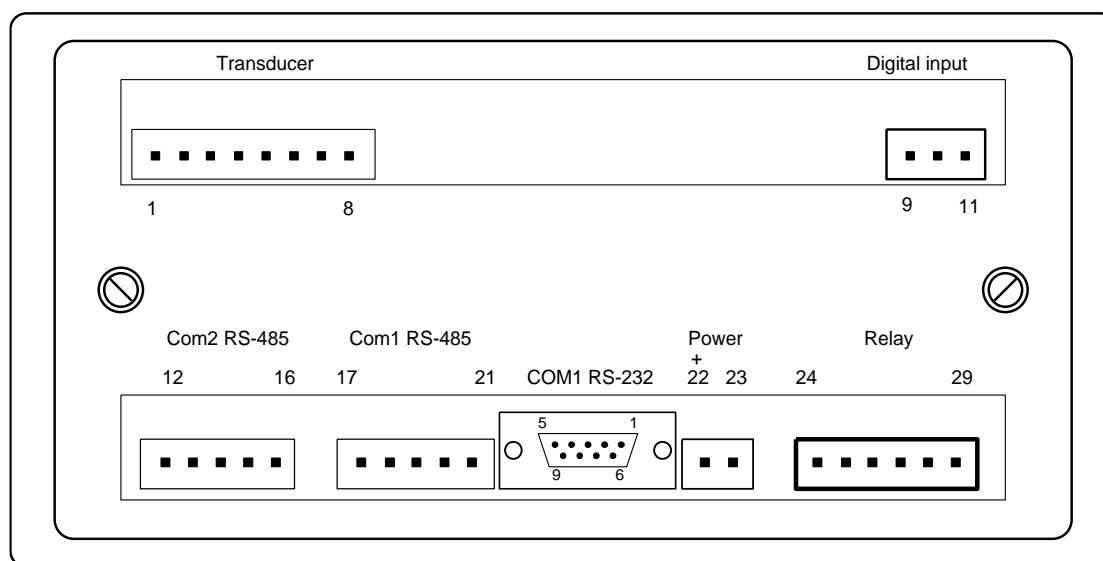 Transducer Digital input
1 8 9 11
Com2 RS-485 Com1 RS-485 Power Relay
+
12 16 17 21 COM1 RS-232 22 23 24 29
5 1
9 6